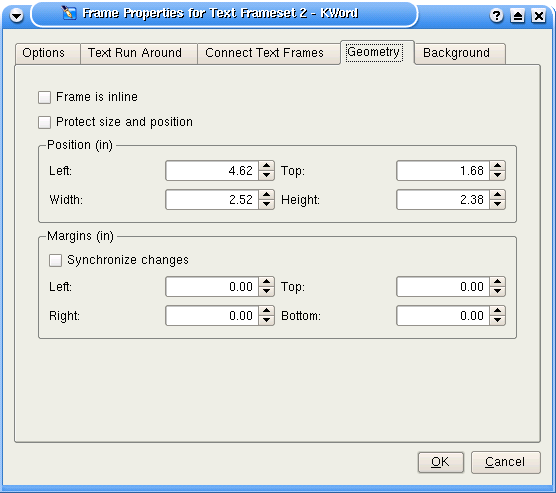 Frame Properties for Text Frameset 2 - KWord
Options Text Run Around Connect Text Frames Geometry Background
Frame is inline
Protect size and position
Position (in)
Left: 4.62 Top: 1.68
Width: 2.52 Height: 2.38
Margins (in)
Synchronize changes
Left: 0.00 Top: 0.00
Right: 0.00 Bottom: 0.00
OK Cancel